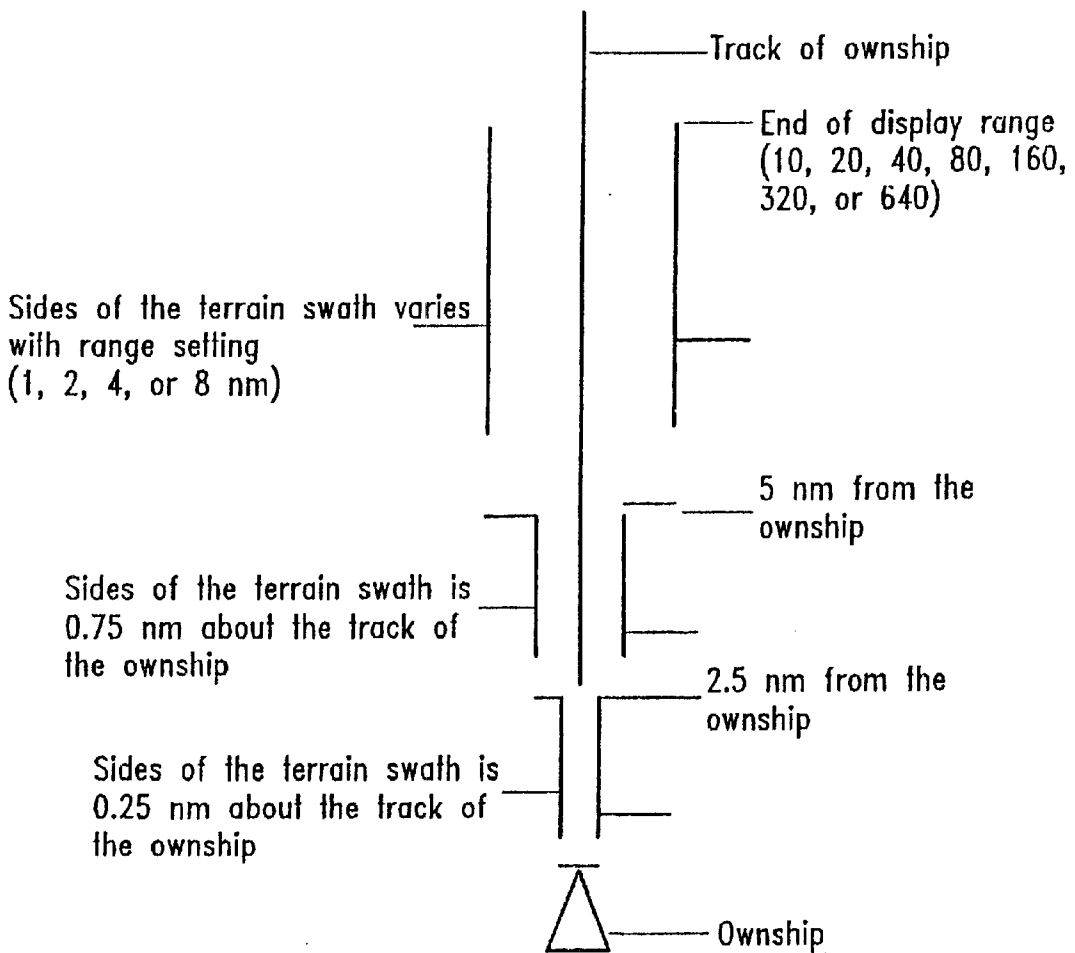 Track of ownship
End of display range
(10, 20, 40, 80, 160,
320, or 640)
Sides of the terrain swath varies
with range setting
(1, 2, 4, or 8 nm)
5 nm from the
ownship
Sides of the terrain swath is
0.75 nm about the track of
the ownship
2.5 nm from the
ownship
Sides of the terrain swath is
0.25 nm about the track of
the ownship
Ownship